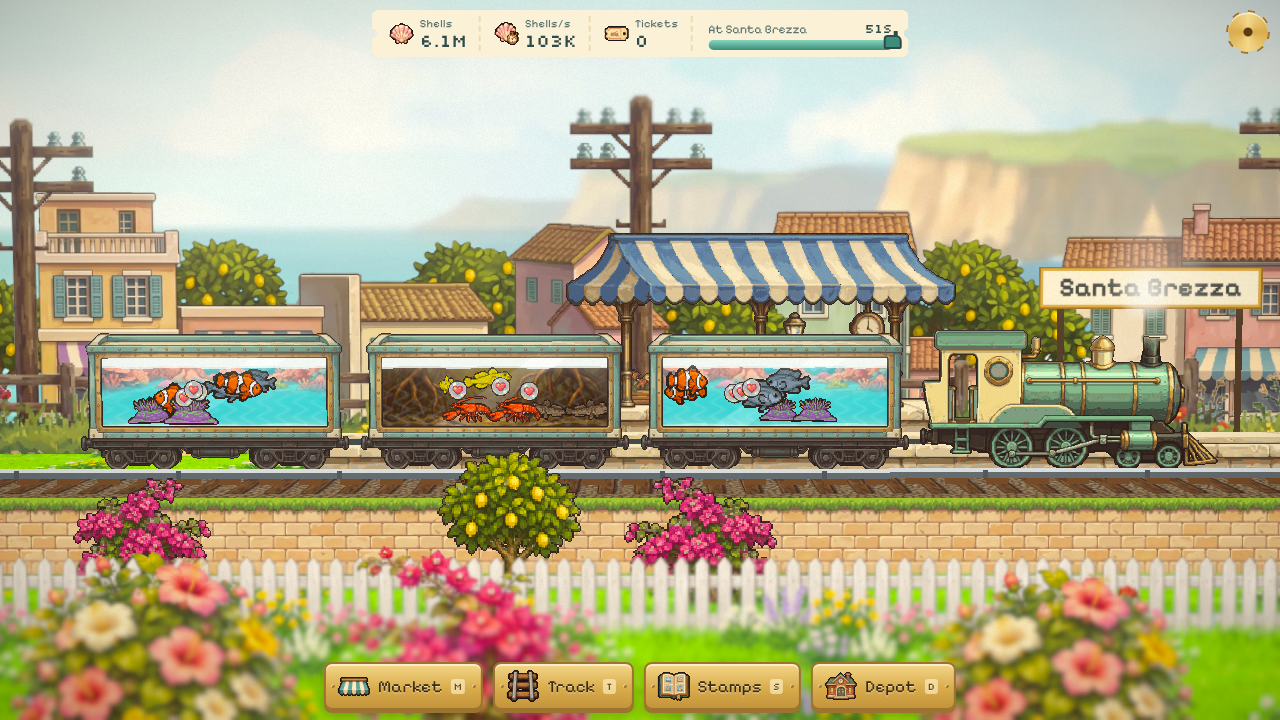 Shells
6.1M
Shells/s
103K
Tickets
0
At Santa Brezza
51S
Santa Brezza
Market M
Track T
Stamps S
Depot D